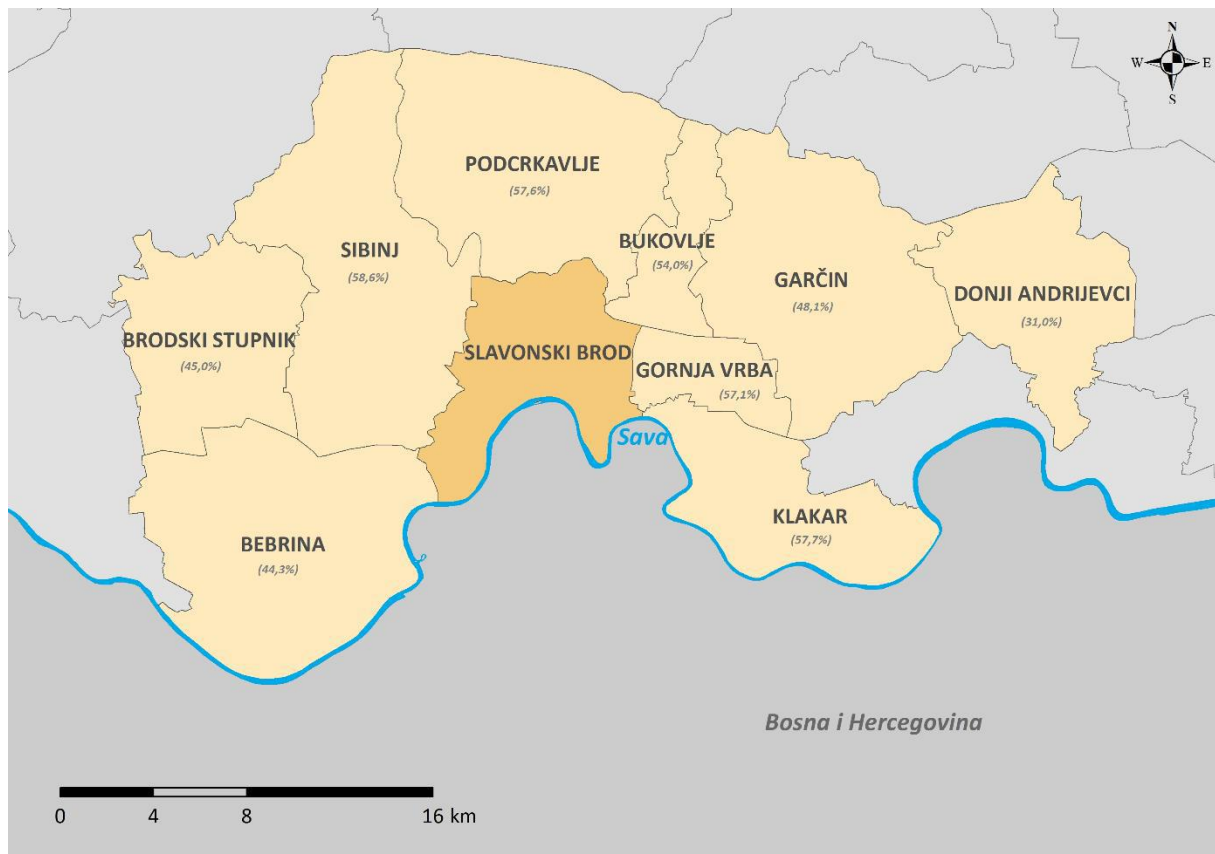 N
W E
S
PODCRKAVLJE
(57,6%)
SIBINJ
(58,6%)
BUKOVLJE
(54,0%)
GARČIN
(48,1%)
DONJI ANDRIJEVCI
(31,0%)
BRODSKI STUPNIK
(45,0%)
SLAVONSKI BROD
GORNJA VRBA
(57,1%)
Sava
KLAKAR
(57,7%)
BEBRINA
(44,3%)
Bosna i Hercegovina
0 4 8 16 km